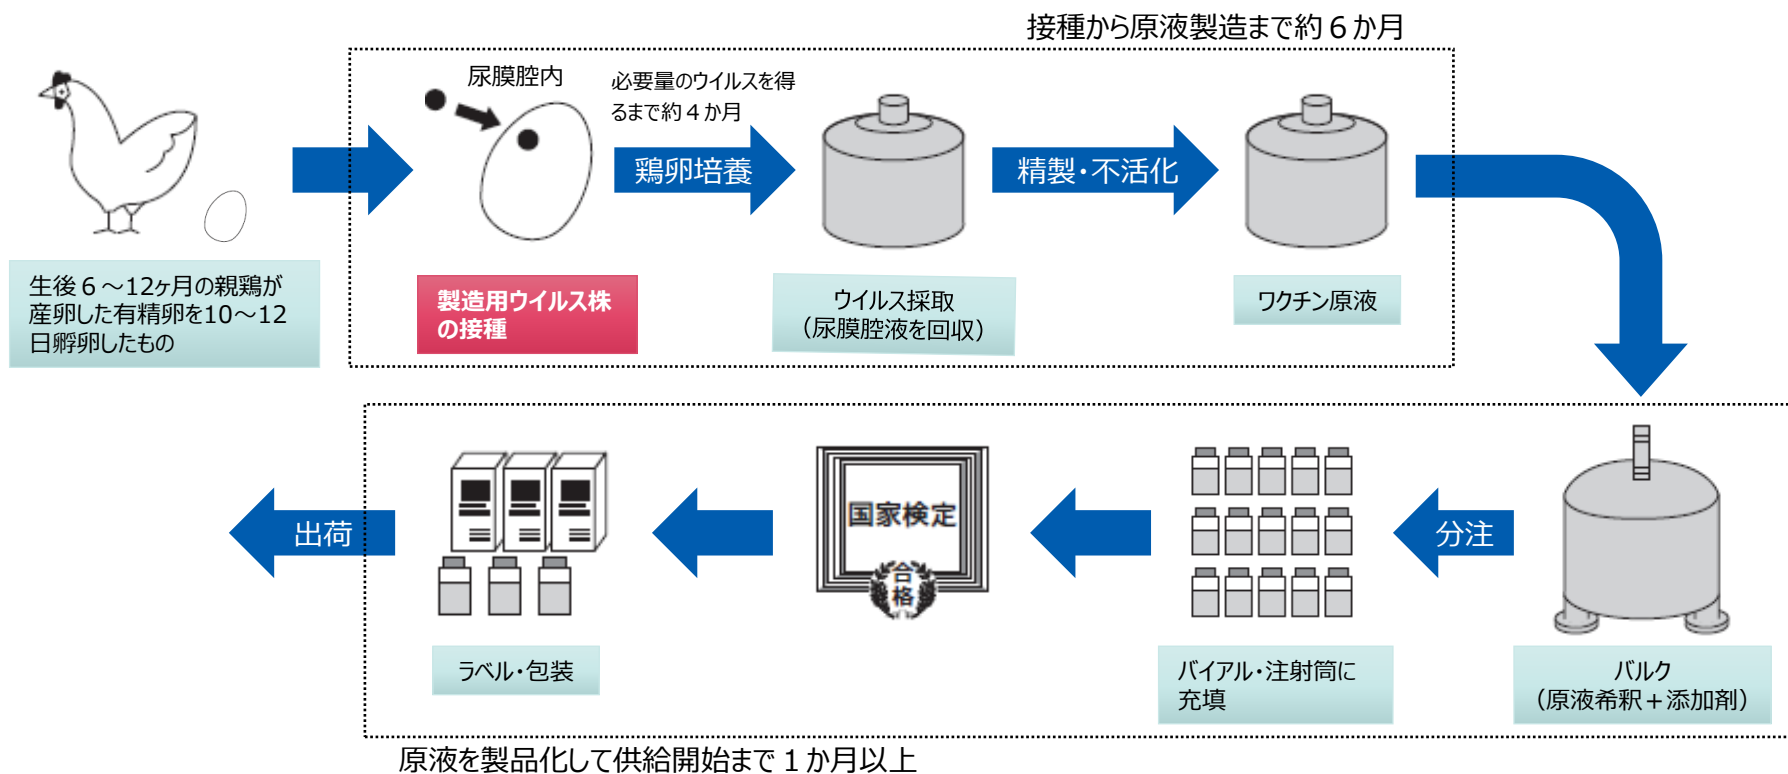 接種から原液製造まで約６か月
尿膜腔内
必要量のウイルスを得
るまで約４か月
鶏卵培養
精製・不活化
生後６～12ヶ月の親鶏が
産卵した有精卵を10～12
日孵卵したもの
製造用ウイルス株
の接種
ウイルス採取
（尿膜腔液を回収）
ワクチン原液
バルク
（原液希釈＋添加剤）
分注
バイアル・注射筒に
充填
国家検定
合格
ラベル・包装
出荷
原液を製品化して供給開始まで１か月以上